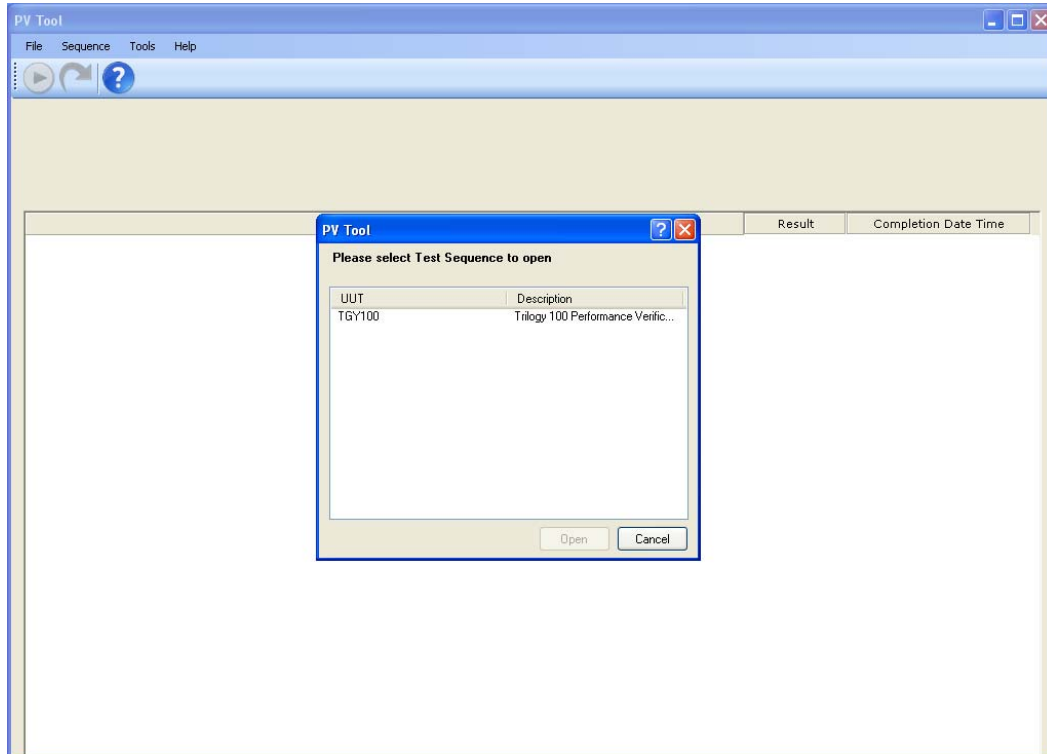 PV Tool
File Sequence Tools Help
Result Completion Date Time
PV Tool
Please select Test Sequence to open
UUT Description
TGY100 Trilogy 100 Performance Verific...
Open Cancel